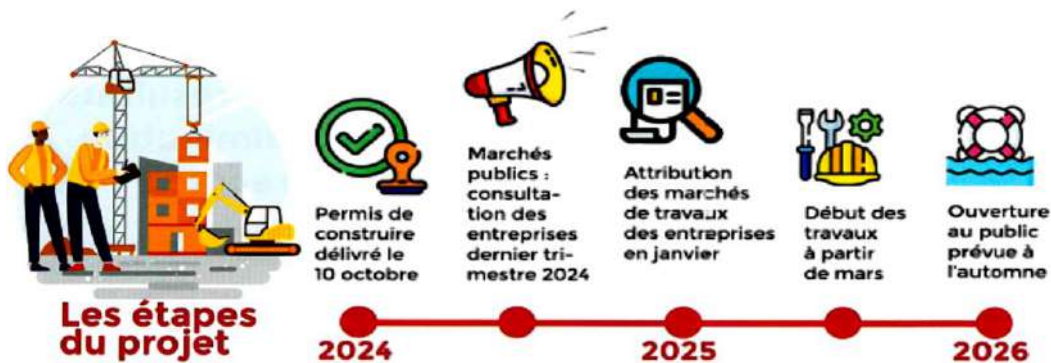 Les étapes
du projet
Permis de
construire
délivré le
10 octobre
Marchés
publics :
consulta-
tion des
entreprises
dernier tri-
mestre 2024
Attribution
des marchés
de travaux
des entreprises
en janvier
Début des
travaux
à partir
de mars
Ouverture
au public
prévue à
l'automne
2024
2025
2026